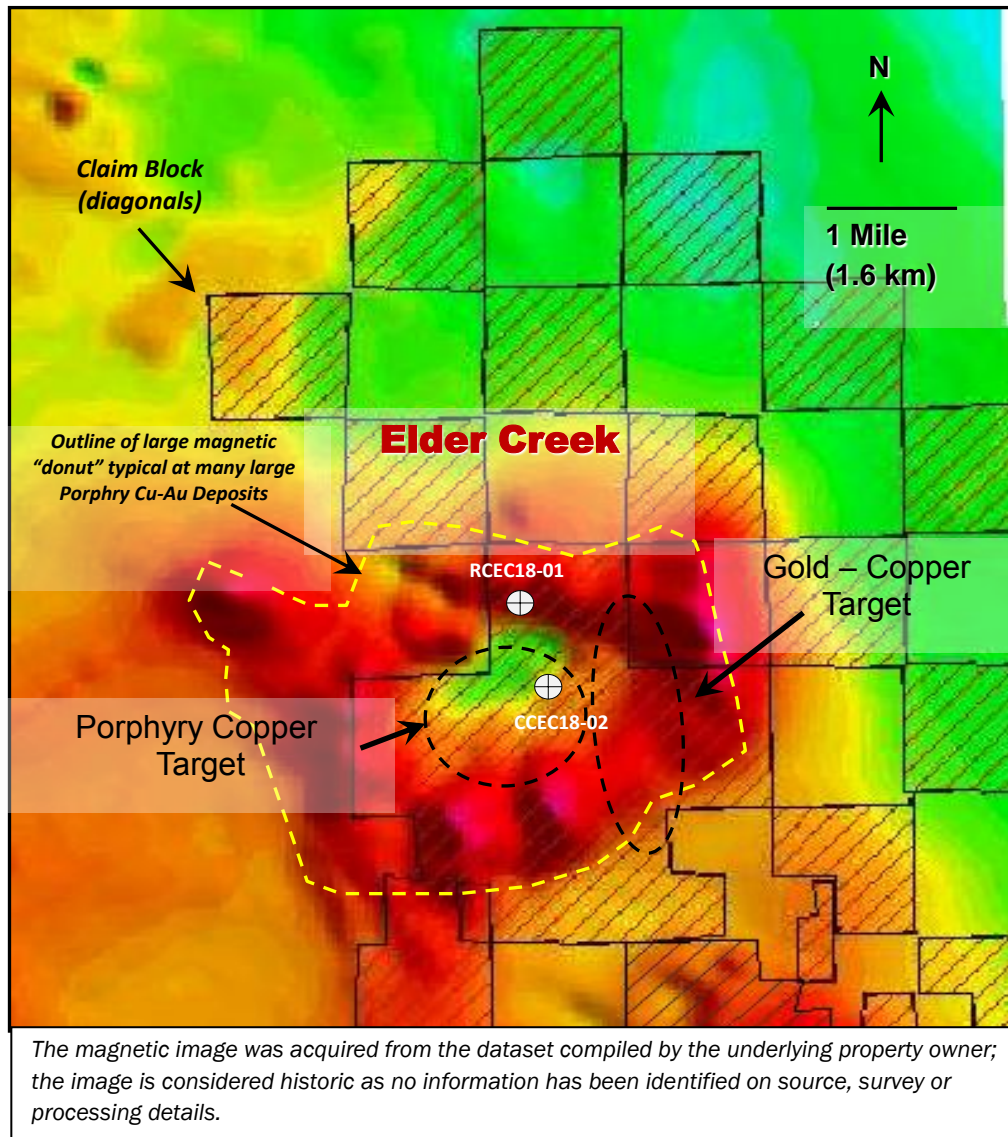 N
Claim Block
(diagonals)
1 Mile
(1.6 km)
Elder Creek
Outline of large magnetic
“donut” typical at many large
Porphry Cu-Au Deposits
RCEC18-01
Gold – Copper
Target
CCEC18-02
Porphyry Copper
Target
The magnetic image was acquired from the dataset compiled by the underlying property owner;
the image is considered historic as no information has been identified on source, survey or
processing details.